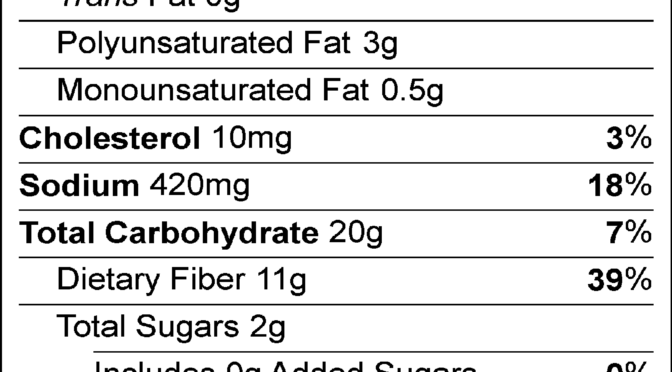 Trans Fat 0g
Polyunsaturated Fat 3g
Monounsaturated Fat 0.5g
Cholesterol 10mg 3%
Sodium 420mg 18%
Total Carbohydrate 20g 7%
Dietary Fiber 11g 39%
Total Sugars 2g
Includes 0g Added Sugars 0%